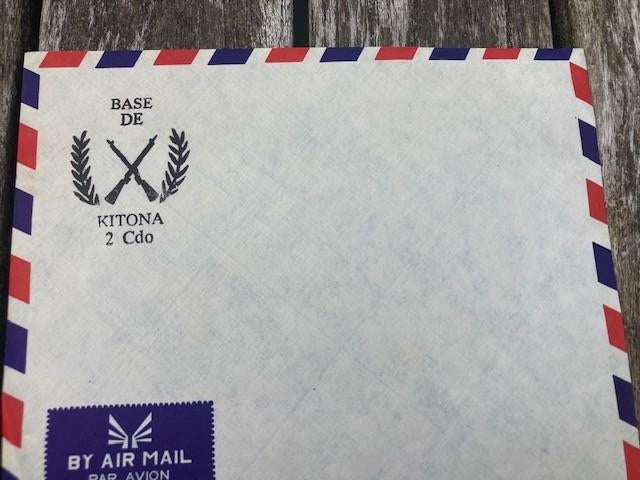 BASE
DE
KITONA
2 Cdo
BY AIR MAIL
PAR AVION